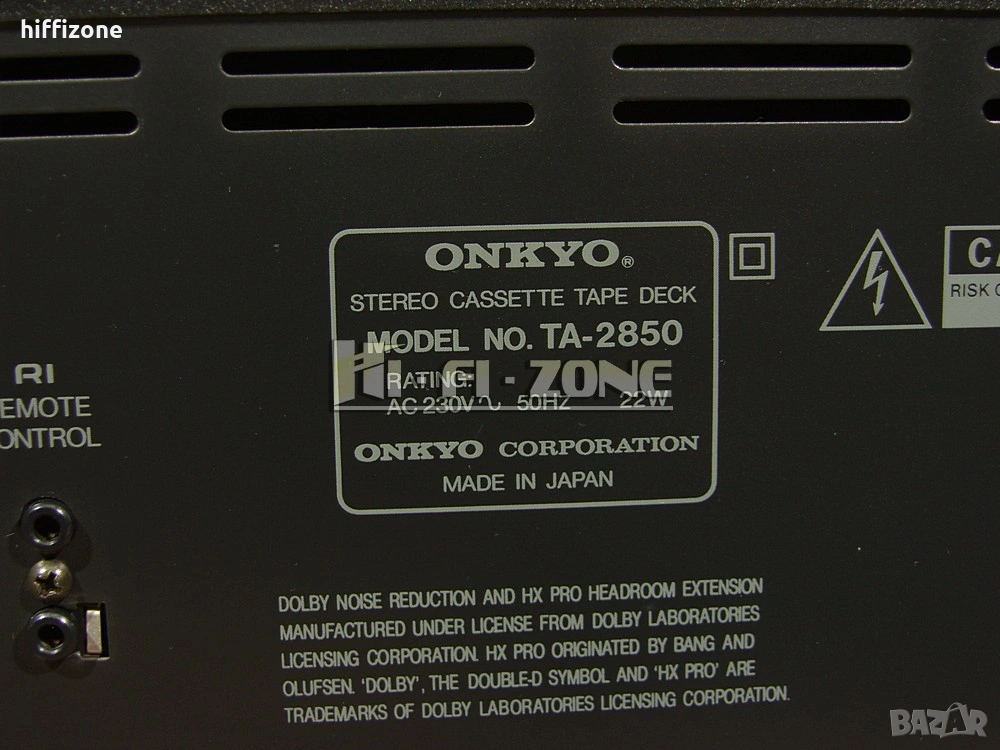 hiffizone
ONKYO®
STEREO CASSETTE TAPE DECK
MODEL NO. TA-2850
HI-FI-ZONE
RATING:
AC 230V~ 50Hz 22W
ONKYO CORPORATION
MADE IN JAPAN
RI
EMOTE
ONTROL
CA
RISK
DOLBY NOISE REDUCTION AND HX PRO HEADROOM EXTENSION
MANUFACTURED UNDER LICENSE FROM DOLBY LABORATORIES
LICENSING CORPORATION. HX PRO ORIGINATED BY BANG AND
OLUFSEN. 'DOLBY', THE DOUBLE-D SYMBOL AND 'HX PRO' ARE
TRADEMARKS OF DOLBY LABORATORIES LICENSING CORPORATION.
BAZAR